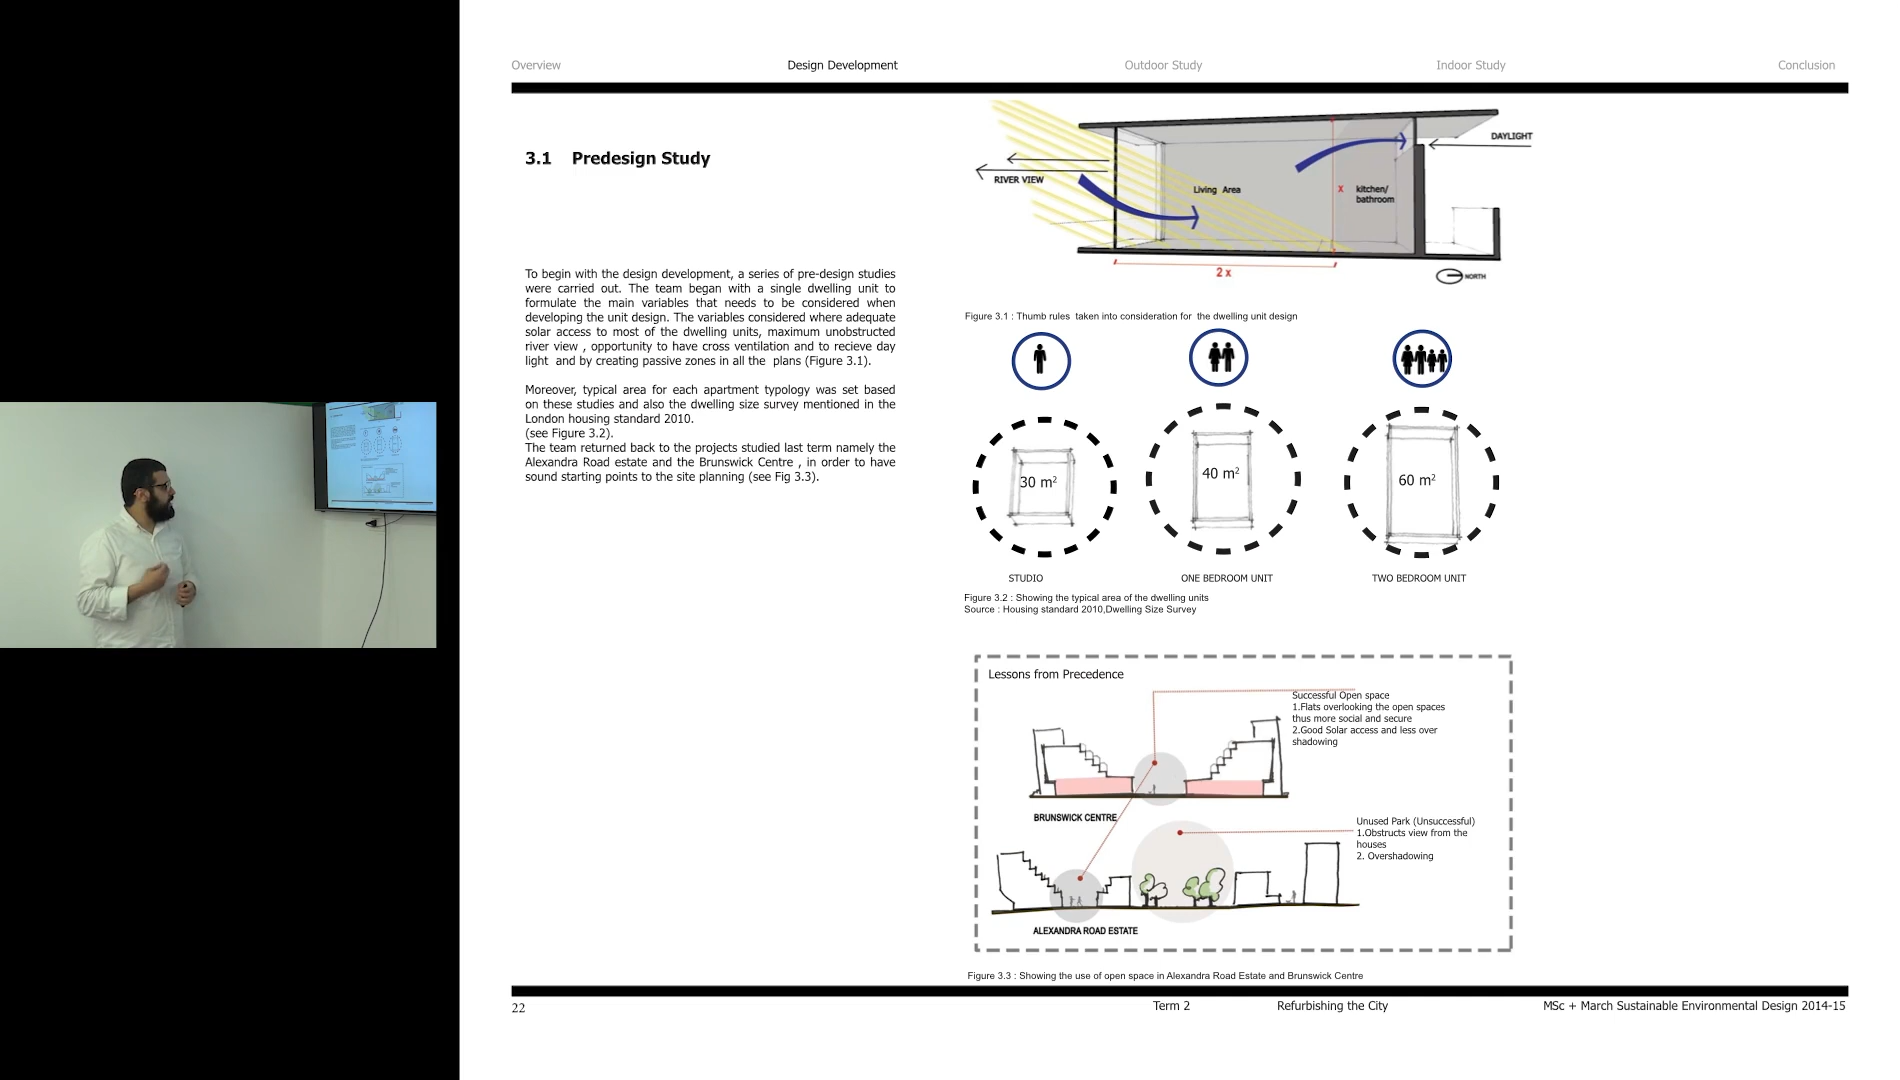 Overview Design Development Outdoor Study Indoor Study Conclusion
3.1 Predesign Study
To begin with the design development, a series of pre-design studies
were carried out. The team began with a single dwelling unit to
formulate the main variables that needs to be considered when
developing the unit design. The variables considered where adequate
solar access to most of the dwelling units, maximum unobstructed
river view , opportunity to have cross ventilation and to recieve day
light and by creating passive zones in all the plans (Figure 3.1).
Moreover, typical area for each apartment typology was set based
on these studies and also the dwelling size survey mentioned in the
London housing standard 2010.
(see Figure 3.2).
The team returned back to the projects studied last term namely the
Alexandra Road estate and the Brunswick Centre , in order to have
sound starting points to the site planning (see Fig 3.3).
DAYLIGHT
RIVER VIEW
Living Area
X
kitchen/
bathroom
2 x
NORTH
Figure 3.1 : Thumb rules taken into consideration for the dwelling unit design
30 m²
40 m²
60 m²
STUDIO
ONE BEDROOM UNIT
TWO BEDROOM UNIT
Figure 3.2 : Showing the typical area of the dwelling units
Source : Housing standard 2010,Dwelling Size Survey
Lessons from Precedence
Successful Open space
1.Flats overlooking the open spaces
thus more social and secure
2.Good Solar access and less over
shadowing
BRUNSWICK CENTRE
Unused Park (Unsuccessful)
1.Obstructs view from the
houses
2. Overshadowing
ALEXANDRA ROAD ESTATE
Figure 3.3 : Showing the use of open space in Alexandra Road Estate and Brunswick Centre
22 Term 2 Refurbishing the City MSc + March Sustainable Environmental Design 2014-15